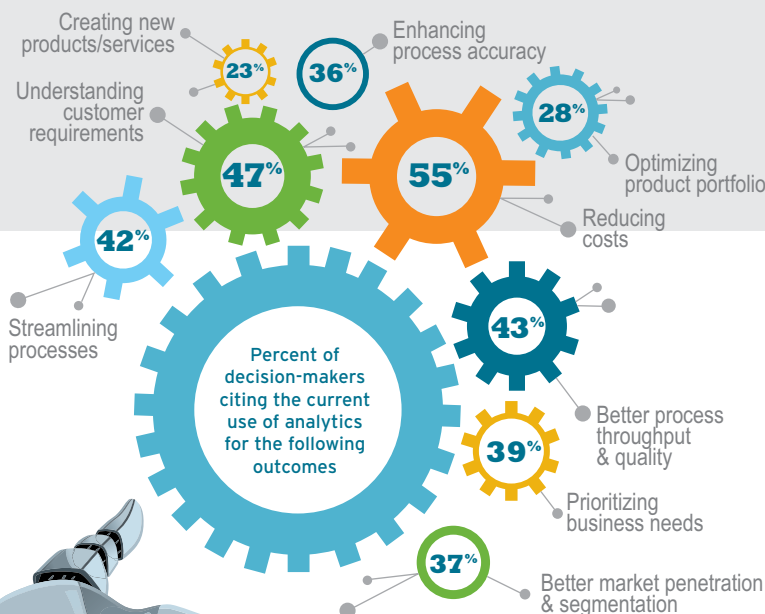 Creating new
products/services
23%
36%
Enhancing
process accuracy
Understanding
customer
requirements
47%
55%
28%
Optimizing
product portfolio
Reducing
costs
42%
Streamlining
processes
Percent of
decision-makers
citing the current
use of analytics
for the following
outcomes
43%
Better process
throughput
& quality
39%
Prioritizing
business needs
37%
Better market penetration
& segmentation